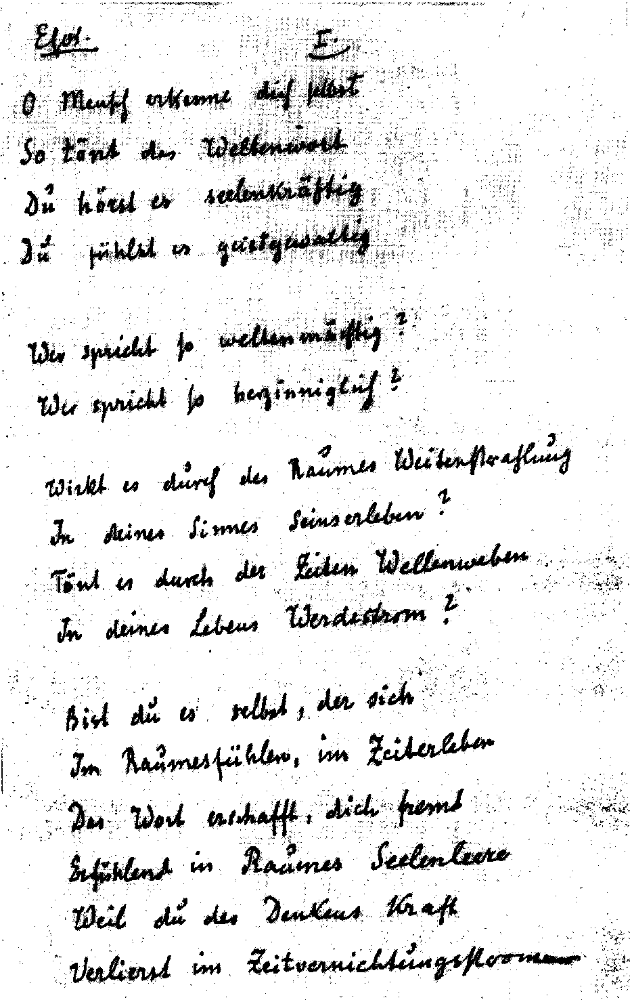 Esot. I.
O Mensch erkenne dich selbst
So tönt das Weltenwort
Du hörst es seelenkräftig
Du fühlst es geistgewaltig
Wer spricht so weltenmächtig?
Wer spricht so herzinniglich?
Wirkt es durch des Raumes Weitenstrahlung
In deines Sinnes Seinserleben?
Tönt es durch der Zeiten Wellenweben
In deines Lebens Werdestrom?
Bist du es selbst, der sich
Im Raumesfühlen, im Zeiterleben
Das Wort erschafft, dich fremd
Erfühlend in Raumes Seelenleere
Weil du des Denkens Kraft
Verlierst im Zeitvernichtungsstrome